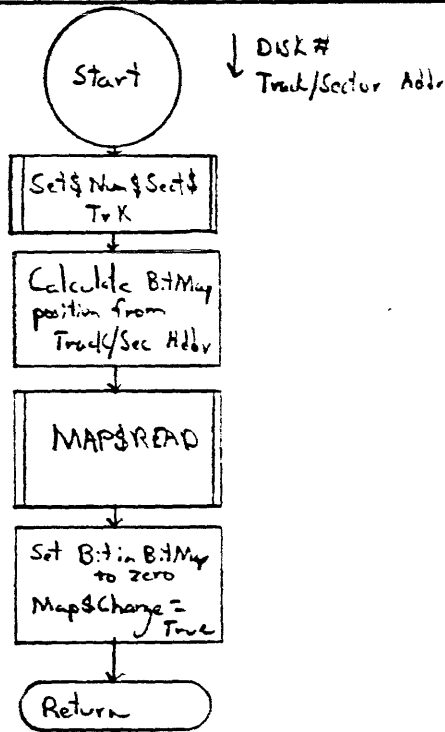 Start
↓ DISK #
Track/Sector Addr
Set$ Num$ Sect$
TrK
Calculate BitMap
position from
Track/Sec Addr
MAP$READ
Set Bit in BitMap
to zero
Map$Change =
True
Return